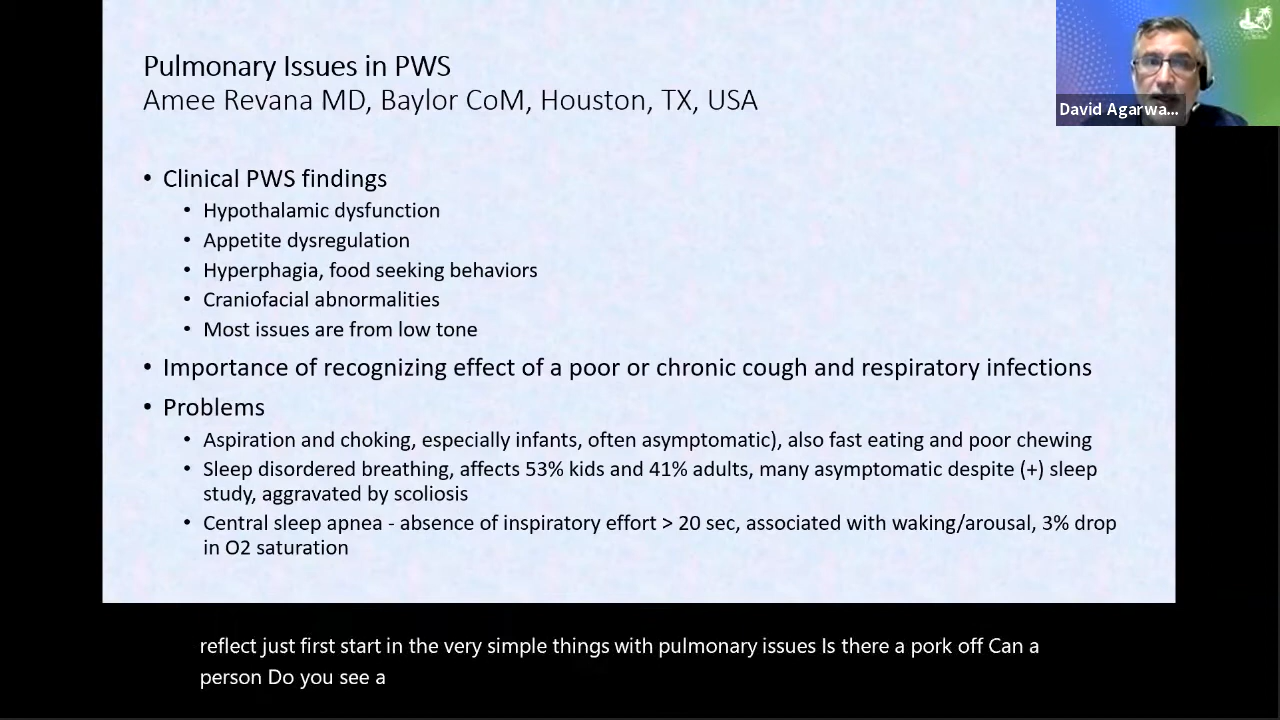 Pulmonary Issues in PWS
Amee Revana MD, Baylor CoM, Houston, TX, USA
David Agarwa...
• Clinical PWS findings
• Hypothalamic dysfunction
• Appetite dysregulation
• Hyperphagia, food seeking behaviors
• Craniofacial abnormalities
• Most issues are from low tone
• Importance of recognizing effect of a poor or chronic cough and respiratory infections
• Problems
• Aspiration and choking, especially infants, often asymptomatic), also fast eating and poor chewing
• Sleep disordered breathing, affects 53% kids and 41% adults, many asymptomatic despite (+) sleep
study, aggravated by scoliosis
• Central sleep apnea - absence of inspiratory effort > 20 sec, associated with waking/arousal, 3% drop
in O2 saturation
reflect just first start in the very simple things with pulmonary issues Is there a pork off Can a
person Do you see a